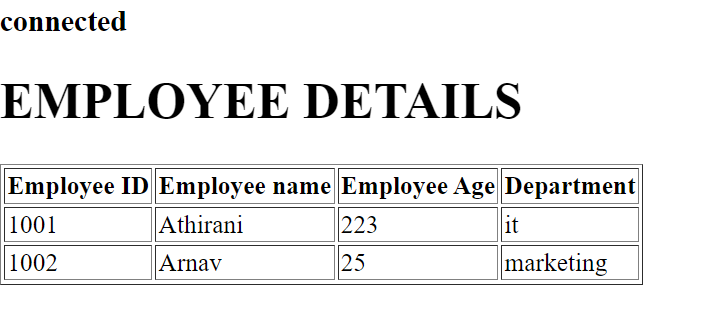 connected
EMPLOYEE DETAILS
Employee ID Employee name Employee Age Department
1001 Athirani 223 it
1002 Arnav 25 marketing